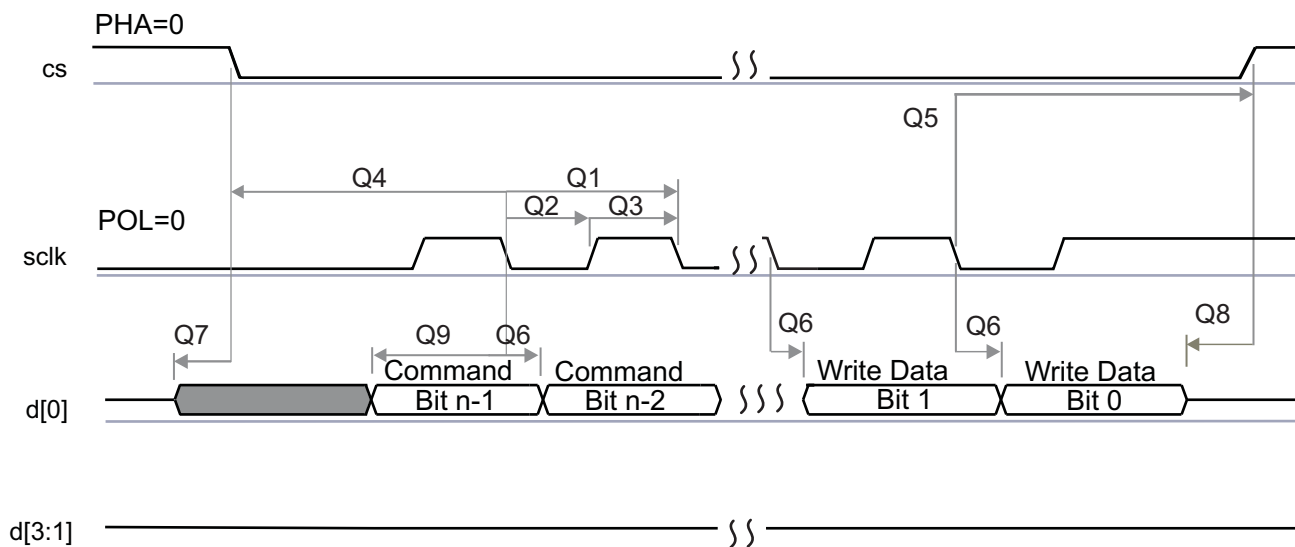 PHA=0
cs
Q5
Q4 Q1
POL=0 Q2 Q3
sclk
Q7 Q9 Q6 Q6 Q6 Q8
Command Command Write Data Write Data
d[0] Bit n-1 Bit n-2 Bit 1 Bit 0
d[3:1]